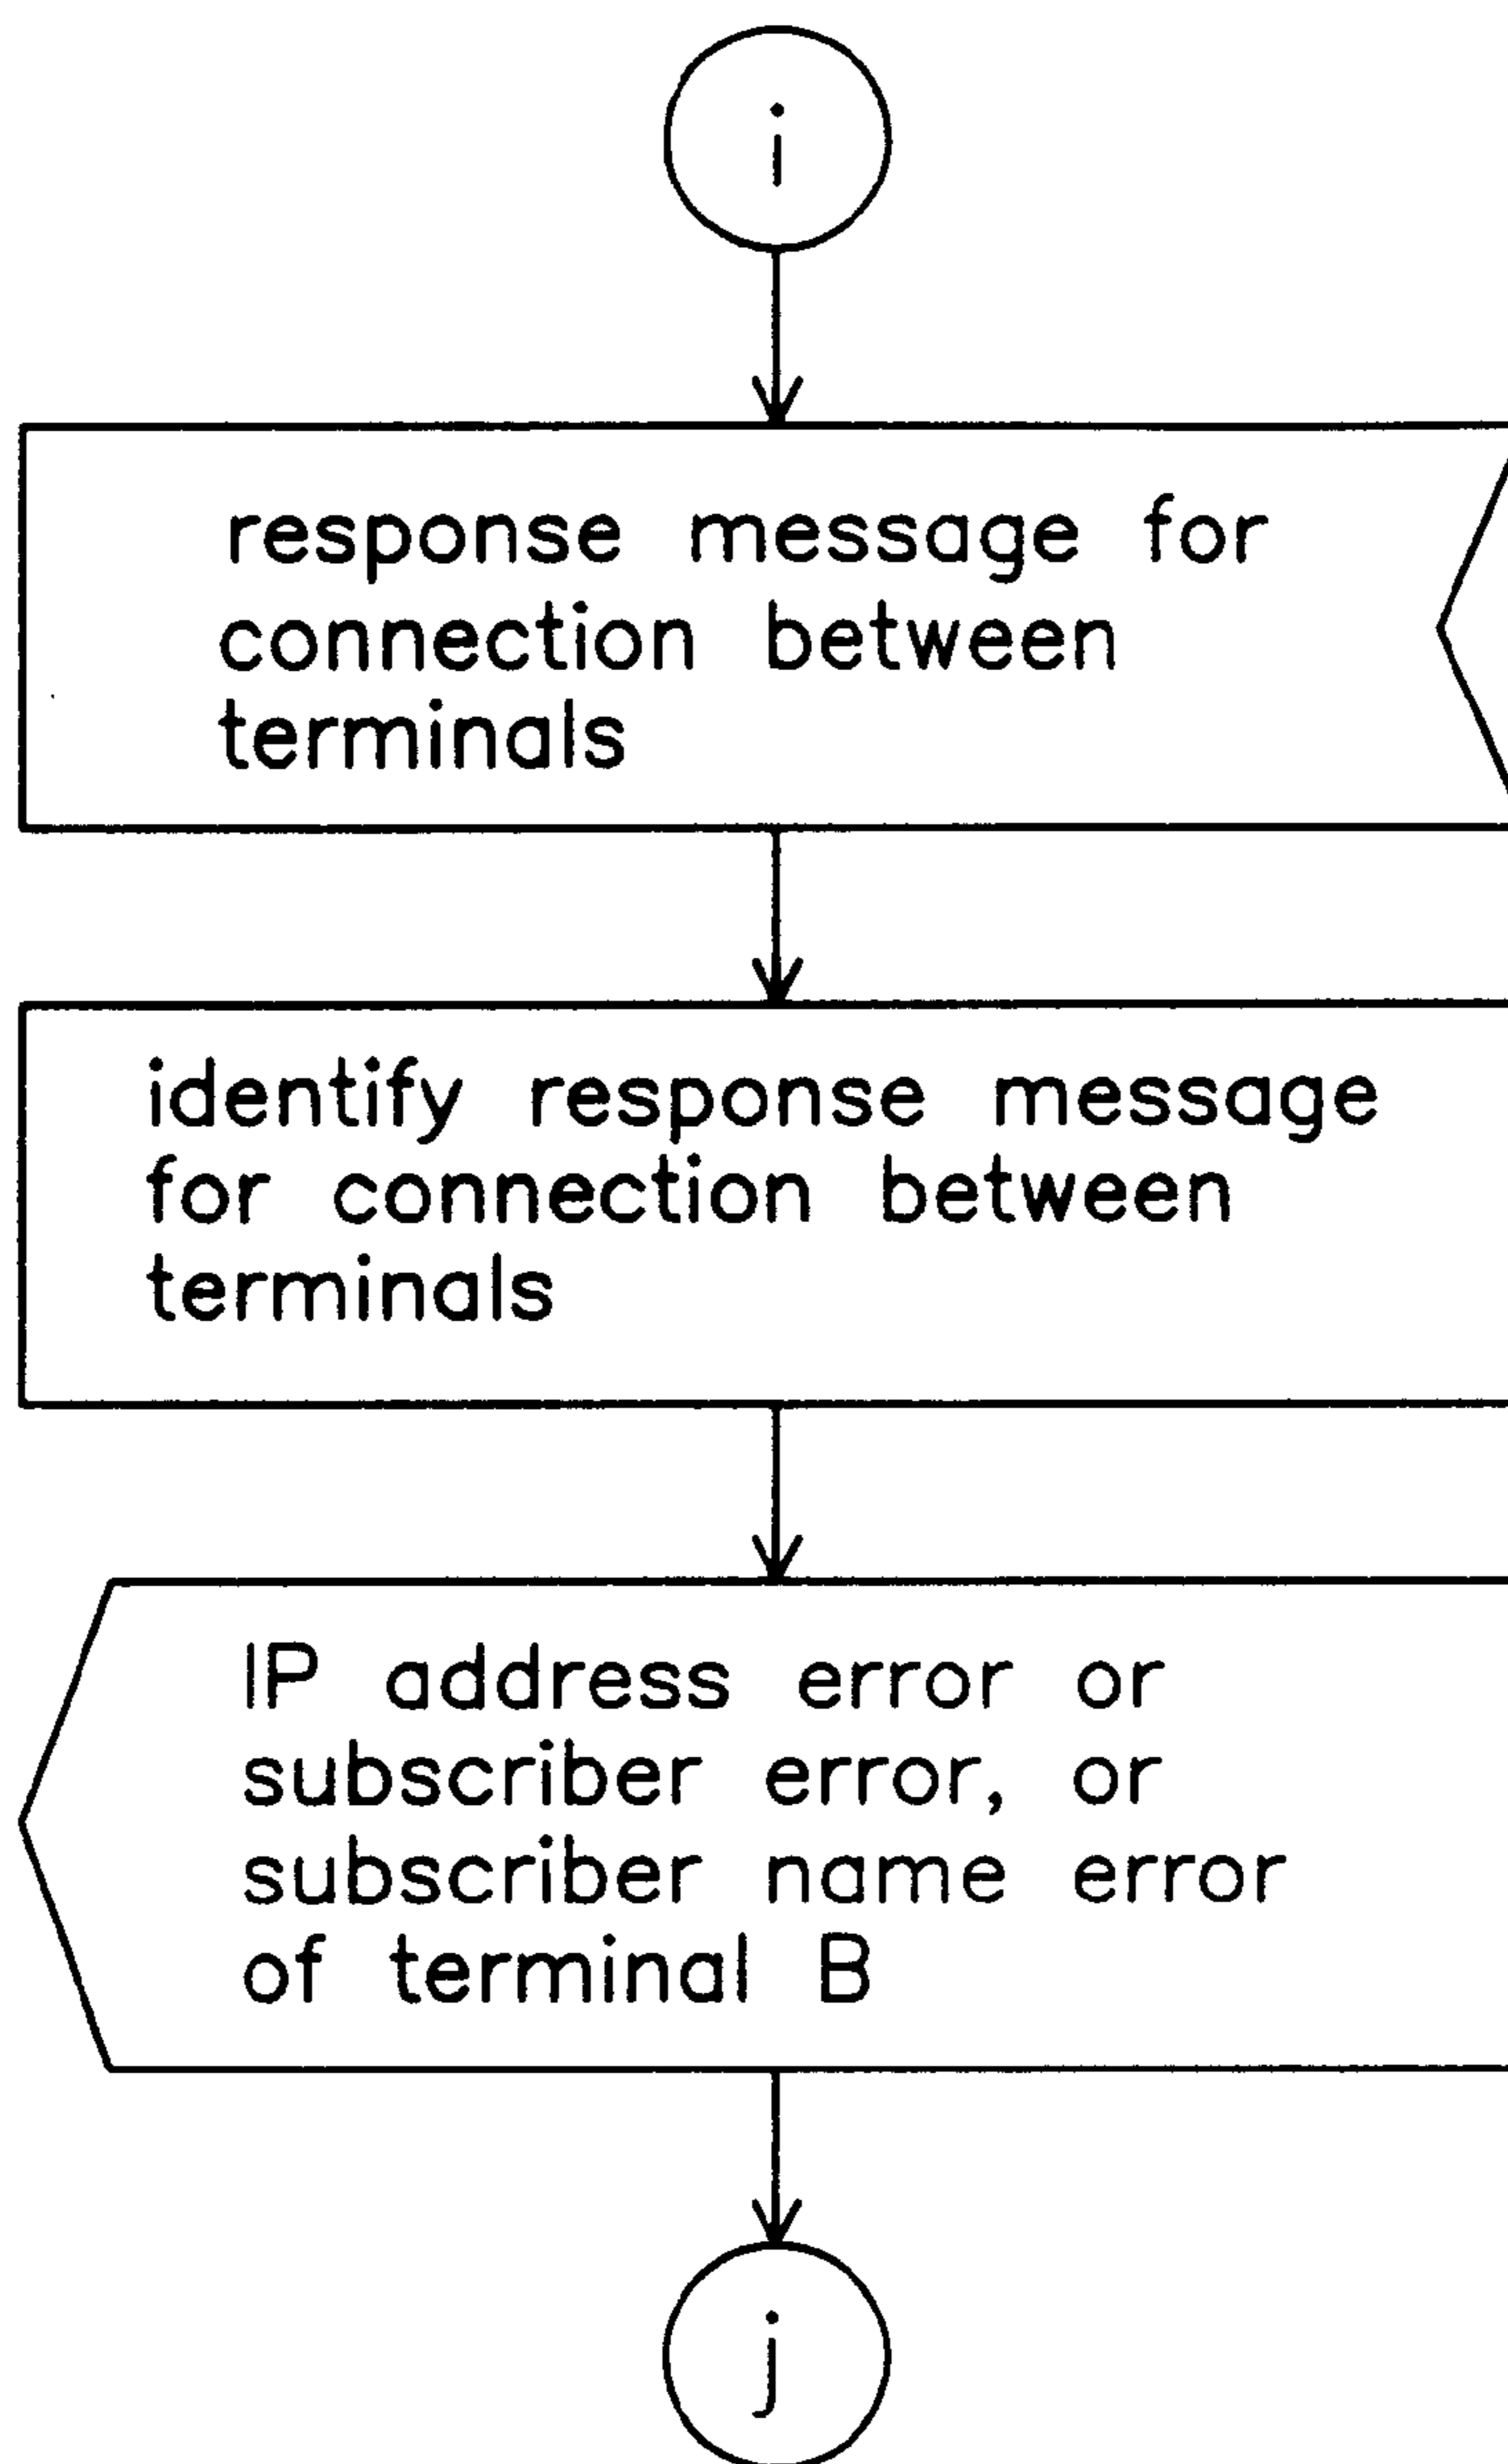 i
response message for
connection between
terminals
identify response message
for connection between
terminals
IP address error or
subscriber error, or
subscriber name error
of terminal B
j